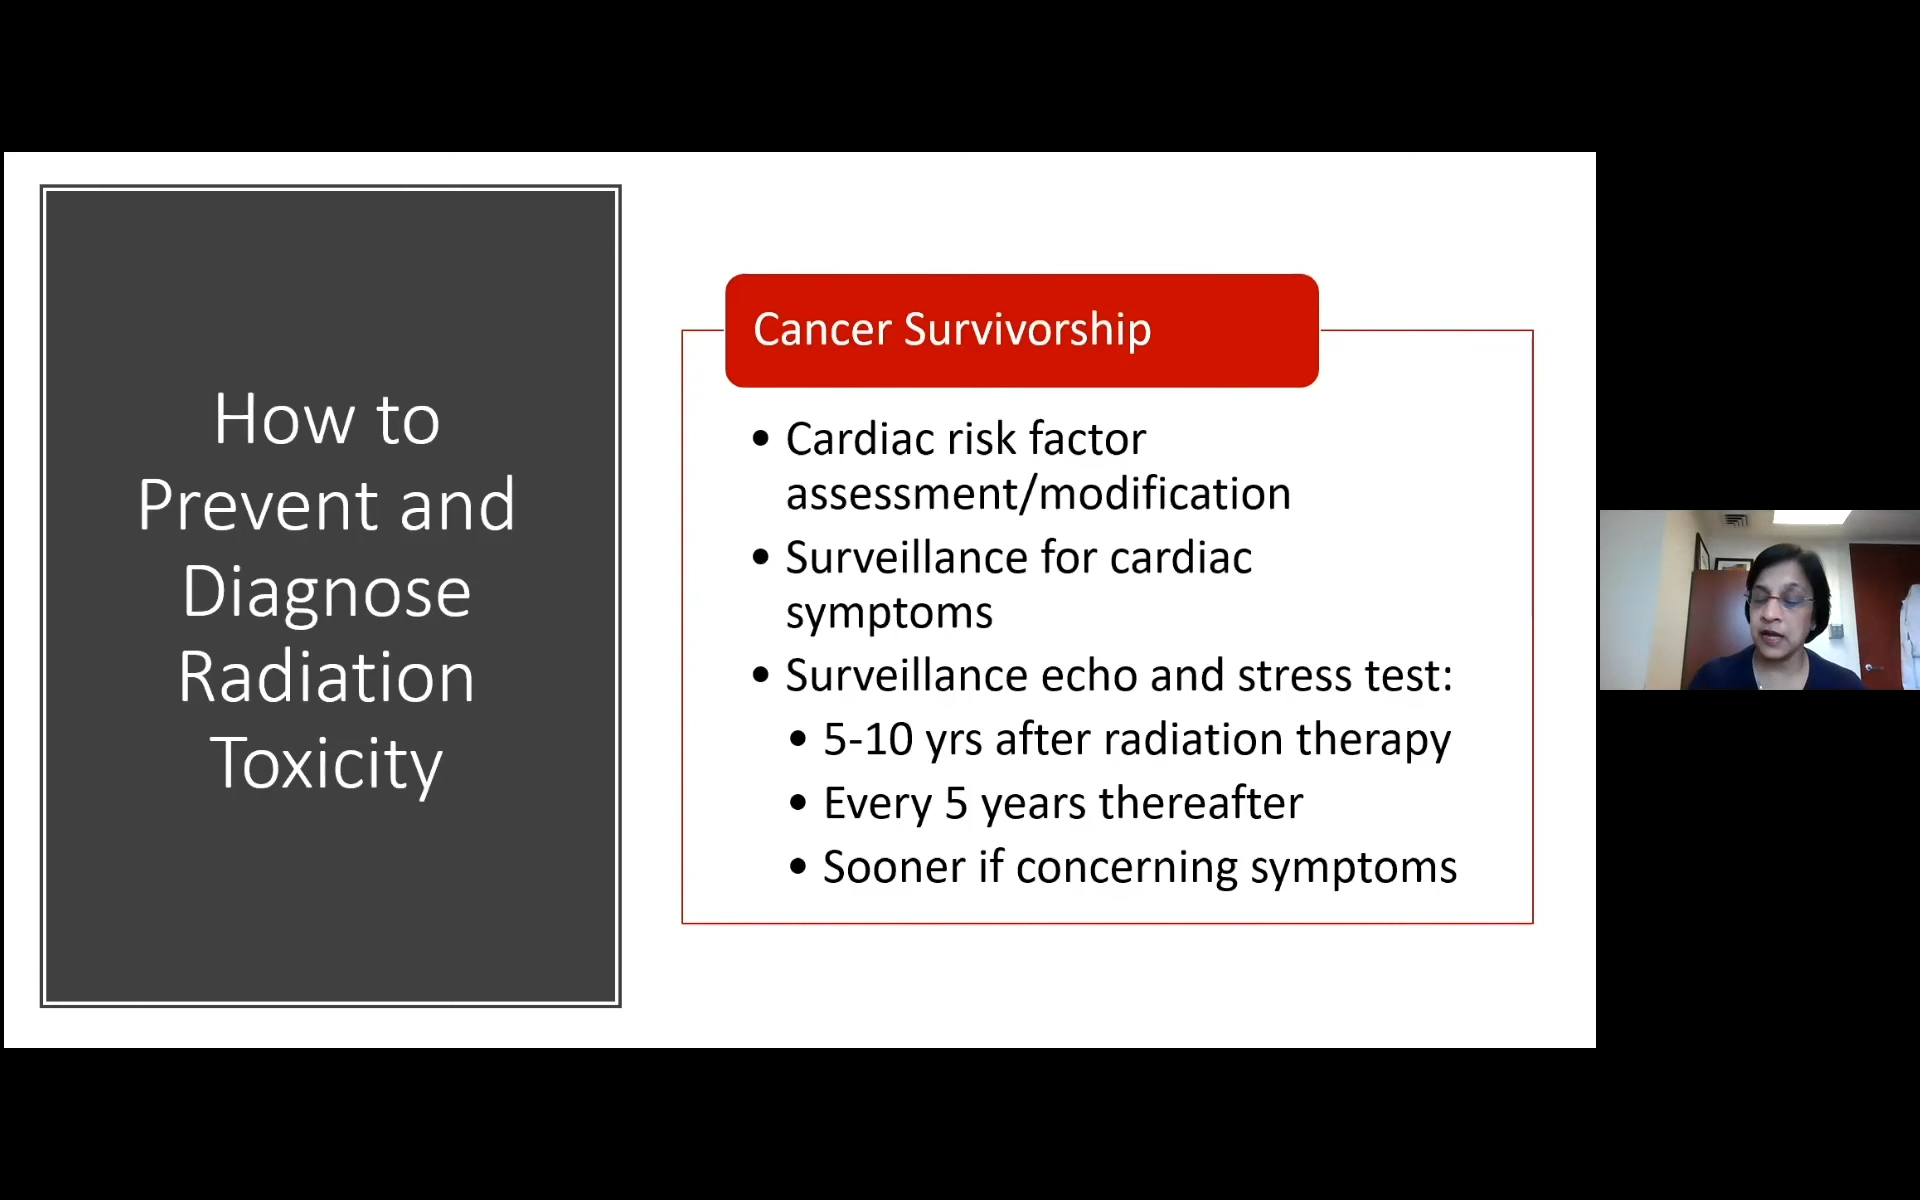 How to
Prevent and
Diagnose
Radiation
Toxicity
Cancer Survivorship
• Cardiac risk factor
assessment/modification
• Surveillance for cardiac
symptoms
• Surveillance echo and stress test:
• 5-10 yrs after radiation therapy
• Every 5 years thereafter
• Sooner if concerning symptoms